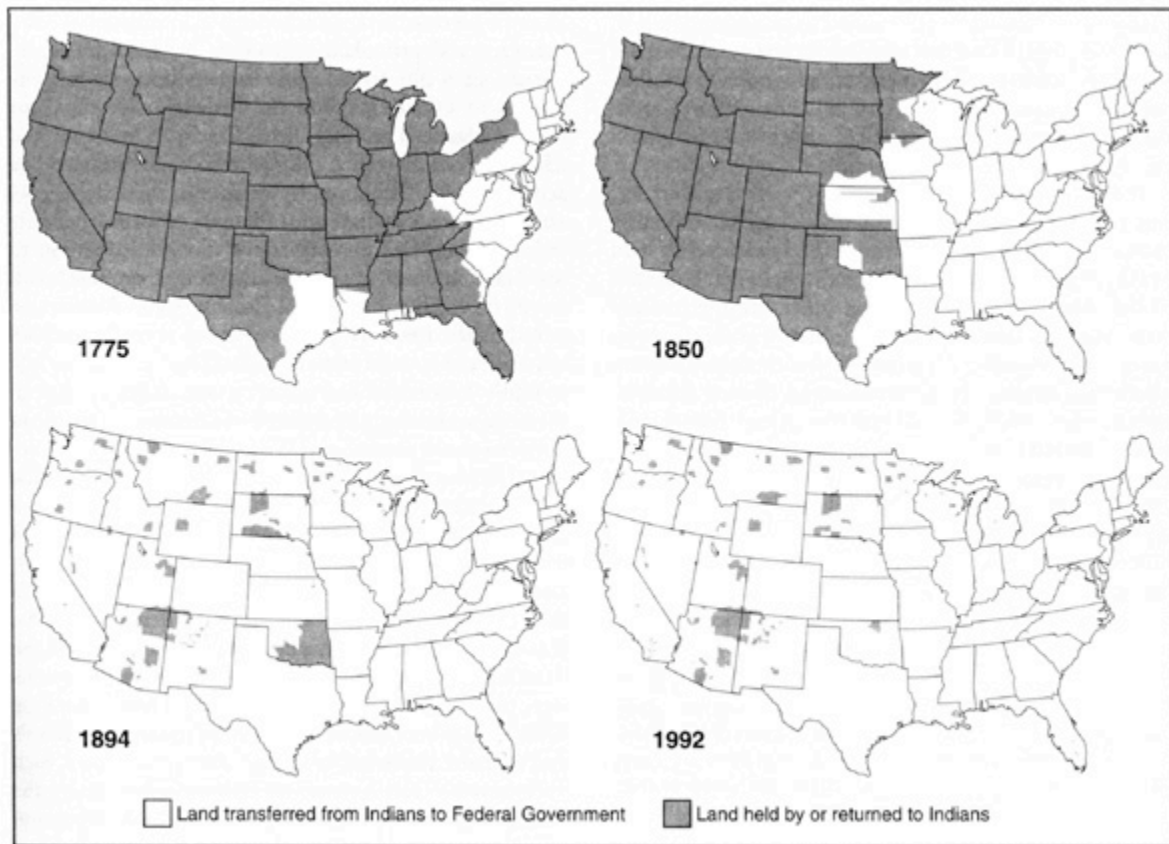 1775
1850
1894
1992
Land transferred from Indians to Federal Government
Land held by or returned to Indians